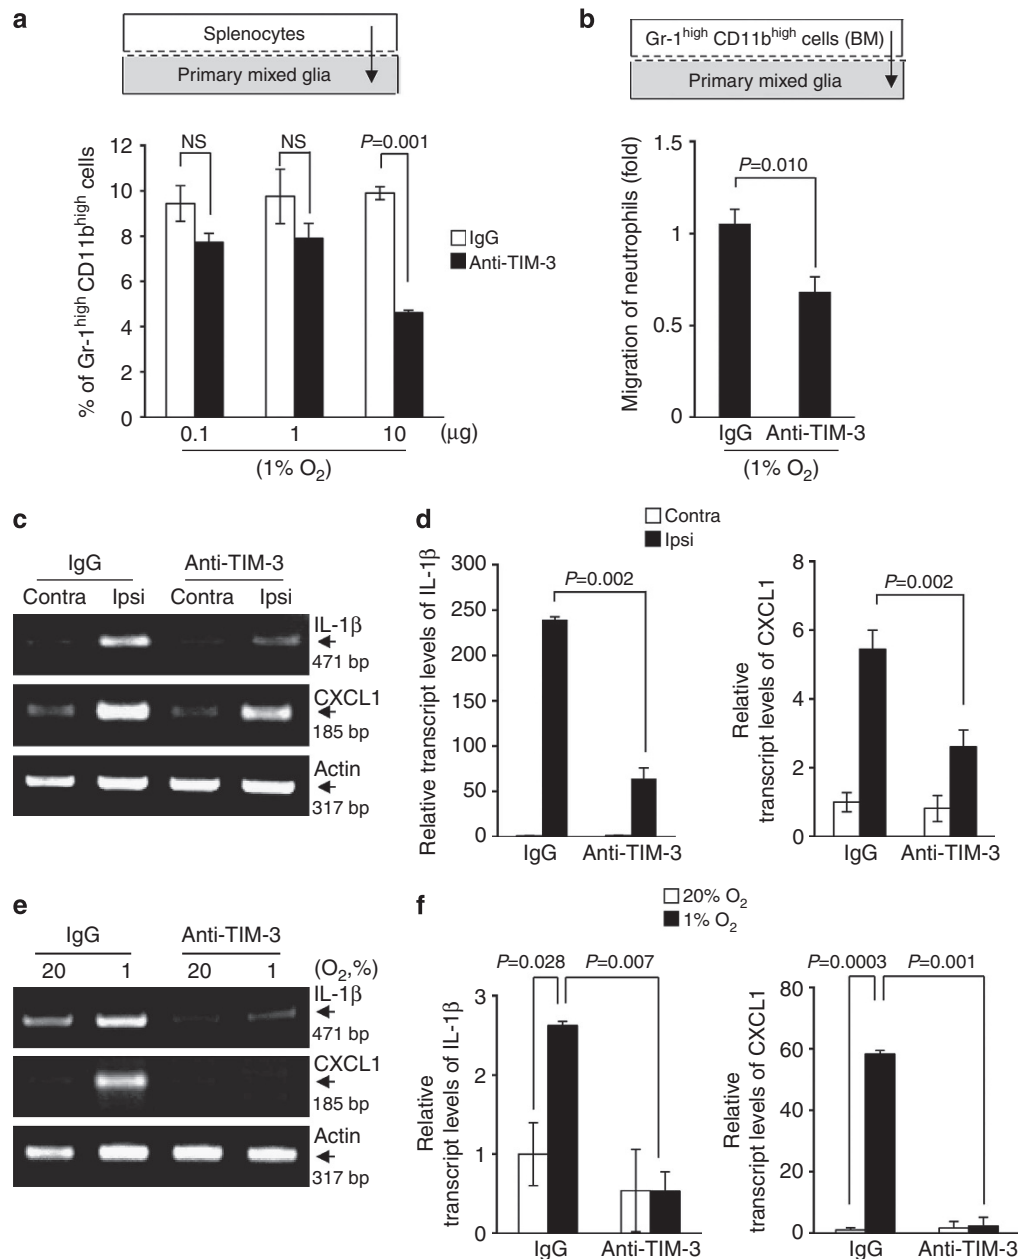 a
Splenocytes
Primary mixed glia
% of Gr-1high CD11bhigh cells
12
10
8
6
4
2
0
NS
NS
P=0.001
IgG
Anti-TIM-3
0.1
1
10
(μg)
(1% O2)
b
Gr-1high CD11bhigh cells (BM)
Primary mixed glia
Migration of neutrophils (fold)
1.5
1
0.5
0
P=0.010
IgG
Anti-TIM-3
(1% O2)
c
IgG
Anti-TIM-3
Contra
Ipsi
Contra
Ipsi
IL-1β
471 bp
CXCL1
185 bp
Actin
317 bp
d
Contra
Ipsi
Relative transcript levels of IL-1β
300
250
200
150
100
50
0
P=0.002
IgG
Anti-TIM-3
Relative
transcript levels of CXCL1
8
6
4
2
0
P=0.002
IgG
Anti-TIM-3
e
IgG
Anti-TIM-3
20
1
20
1
(O2,%)
IL-1β
471 bp
CXCL1
185 bp
Actin
317 bp
f
20% O2
1% O2
Relative
transcript levels of IL-1β
3
2
1
0
P=0.028
P=0.007
IgG
Anti-TIM-3
Relative
transcript levels of CXCL1
80
60
40
20
0
P=0.0003
P=0.001
IgG
Anti-TIM-3